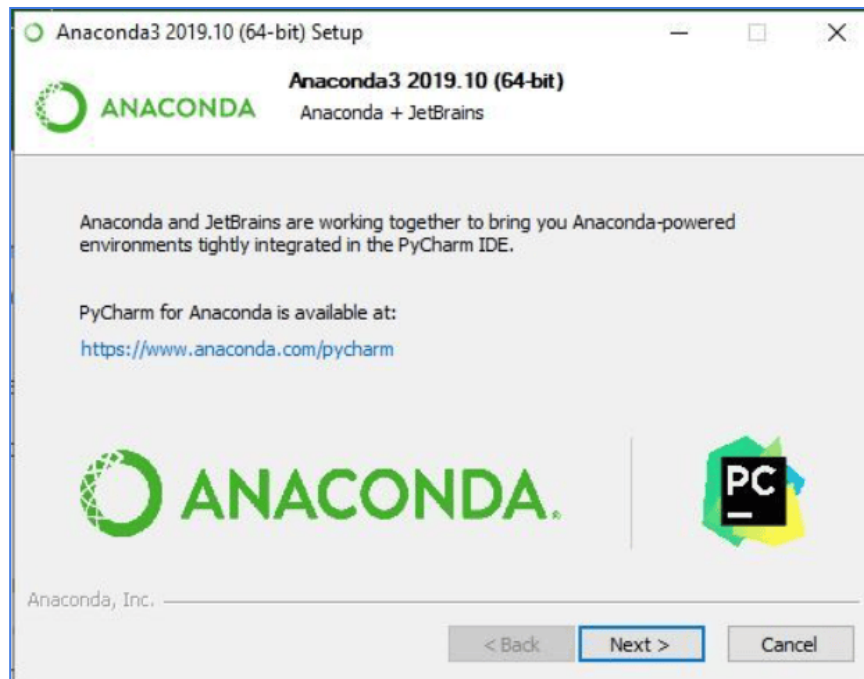 Anaconda3 2019.10 (64-bit) Setup
Anaconda3 2019.10 (64-bit)
ANACONDA
Anaconda + JetBrains
Anaconda and JetBrains are working together to bring you Anaconda-powered
environments tightly integrated in the PyCharm IDE.
PyCharm for Anaconda is available at:
https://www.anaconda.com/pycharm
ANACONDA.
PC
Anaconda, Inc.
< Back
Next >
Cancel